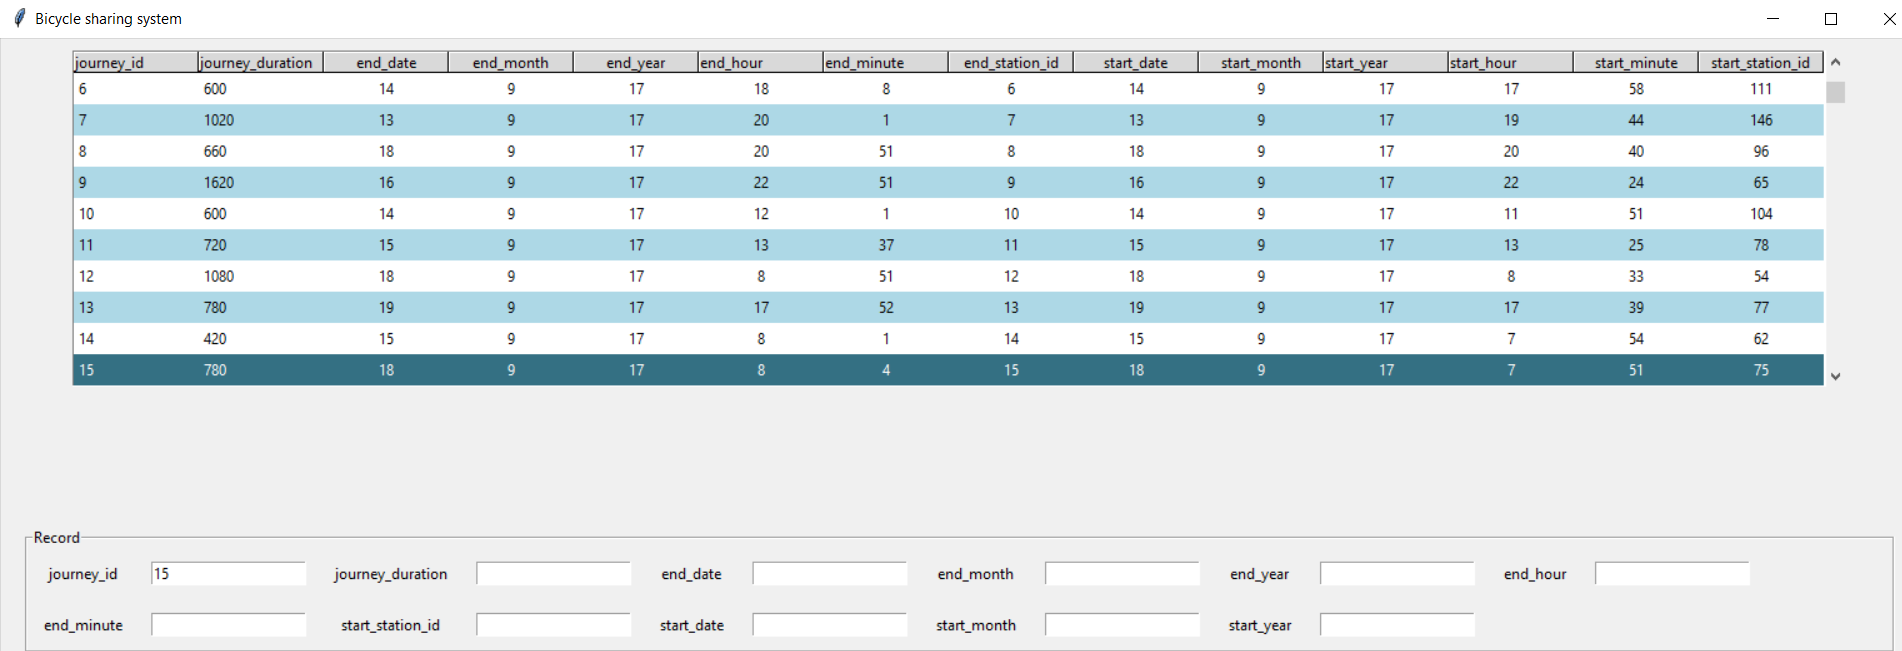 Bicycle sharing system
journey_id journey_duration end_date end_month end_year end_hour end_minute end_station_id start_date start_month start_year start_hour start_minute start_station_id
6 600 14 9 17 18 8 6 14 9 17 17 58 111
7 1020 13 9 17 20 1 7 13 9 17 19 44 146
8 660 18 9 17 20 51 8 18 9 17 20 40 96
9 1620 16 9 17 22 51 9 16 9 17 22 24 65
10 600 14 9 17 12 1 10 14 9 17 11 51 104
11 720 15 9 17 13 37 11 15 9 17 13 25 78
12 1080 18 9 17 8 51 12 18 9 17 8 33 54
13 780 19 9 17 17 52 13 19 9 17 17 39 77
14 420 15 9 17 8 1 14 15 9 17 7 54 62
15 780 18 9 17 8 4 15 18 9 17 7 51 75
Record
journey_id 15 journey_duration end_date end_month end_year end_hour
end_minute start_station_id start_date start_month start_year